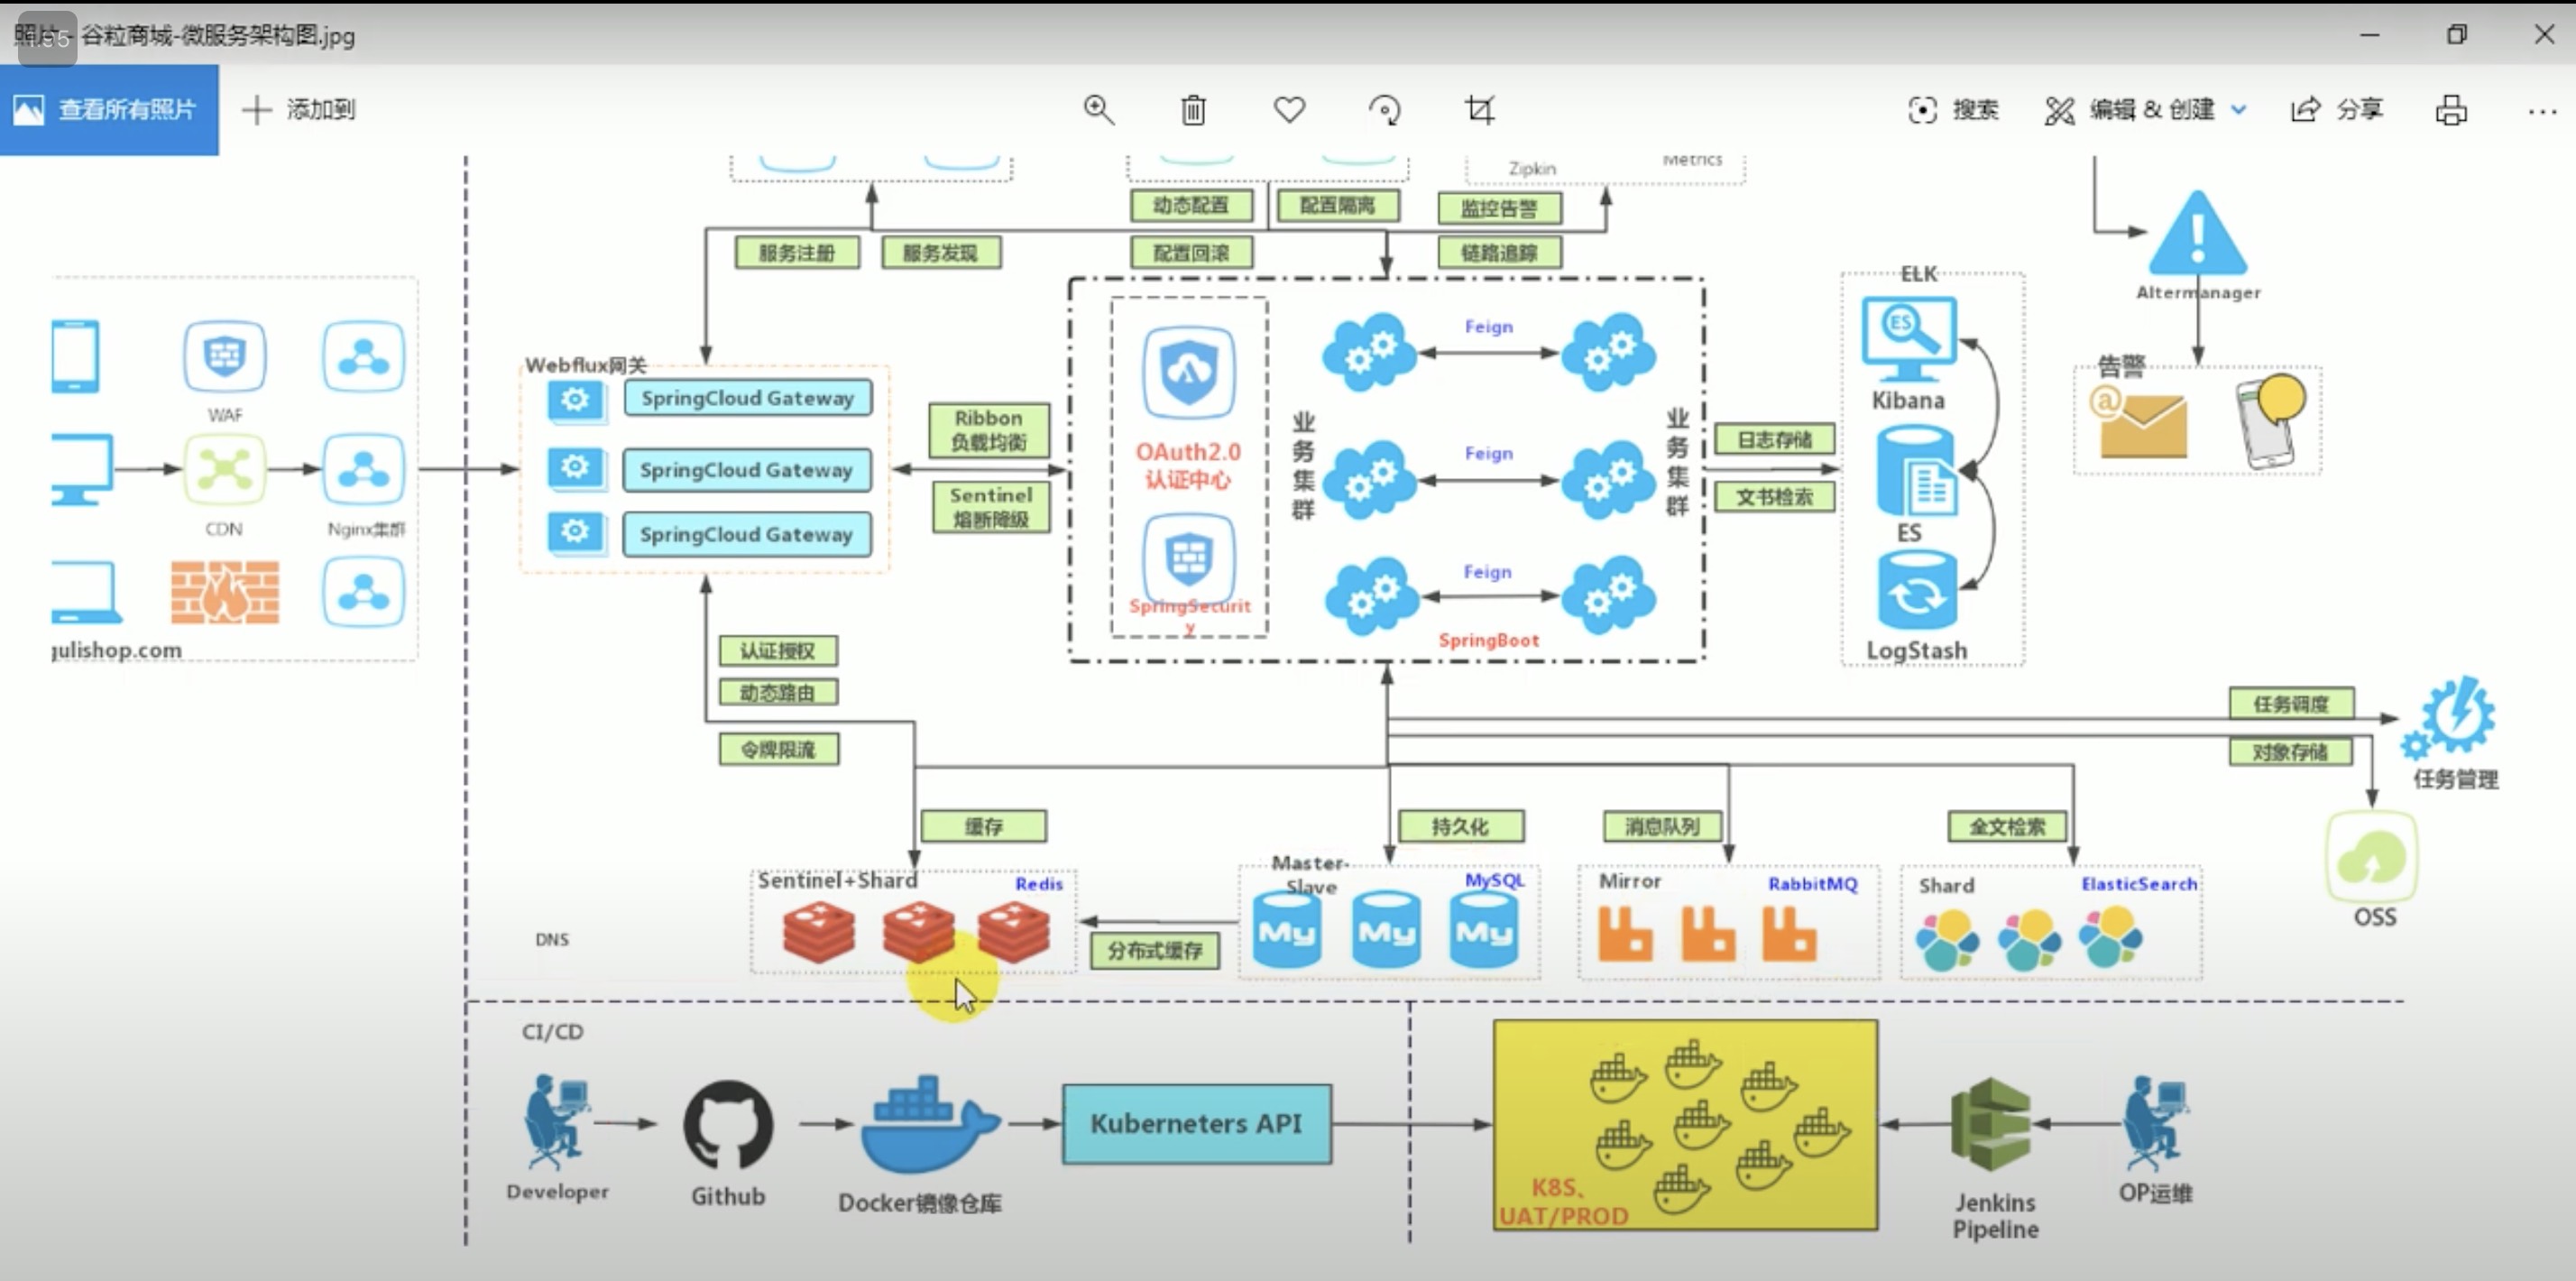 照片 - 谷粒商城-微服务架构图.jpg
查看所有照片
添加到
搜索
编辑 & 创建
分享
Zipkin
Metrics
动态配置
配置隔离
监控告警
服务注册
服务发现
配置回滚
链路追踪
Altermanager
告警
WAF
CDN
Nginx集群
gulishop.com
Webflux网关
SpringCloud Gateway
SpringCloud Gateway
SpringCloud Gateway
Ribbon
负载均衡
Sentinel
熔断降级
OAuth2.0
认证中心
SpringSecurit
y
业务集群
Feign
Feign
Feign
SpringBoot
业务集群
日志存储
文书检索
ELK
ES
Kibana
ES
LogStash
认证授权
动态路由
令牌限流
任务调度
对象存储
任务管理
OSS
缓存
持久化
消息队列
全文检索
Sentinel+Shard
Redis
分布式缓存
Master-
Slave
MySQL
My
My
My
Mirror
RabbitMQ
Shard
ElasticSearch
DNS
CI/CD
Developer
Github
Docker镜像仓库
Kuberneters API
K8S、
UAT/PROD
Jenkins
Pipeline
OP运维